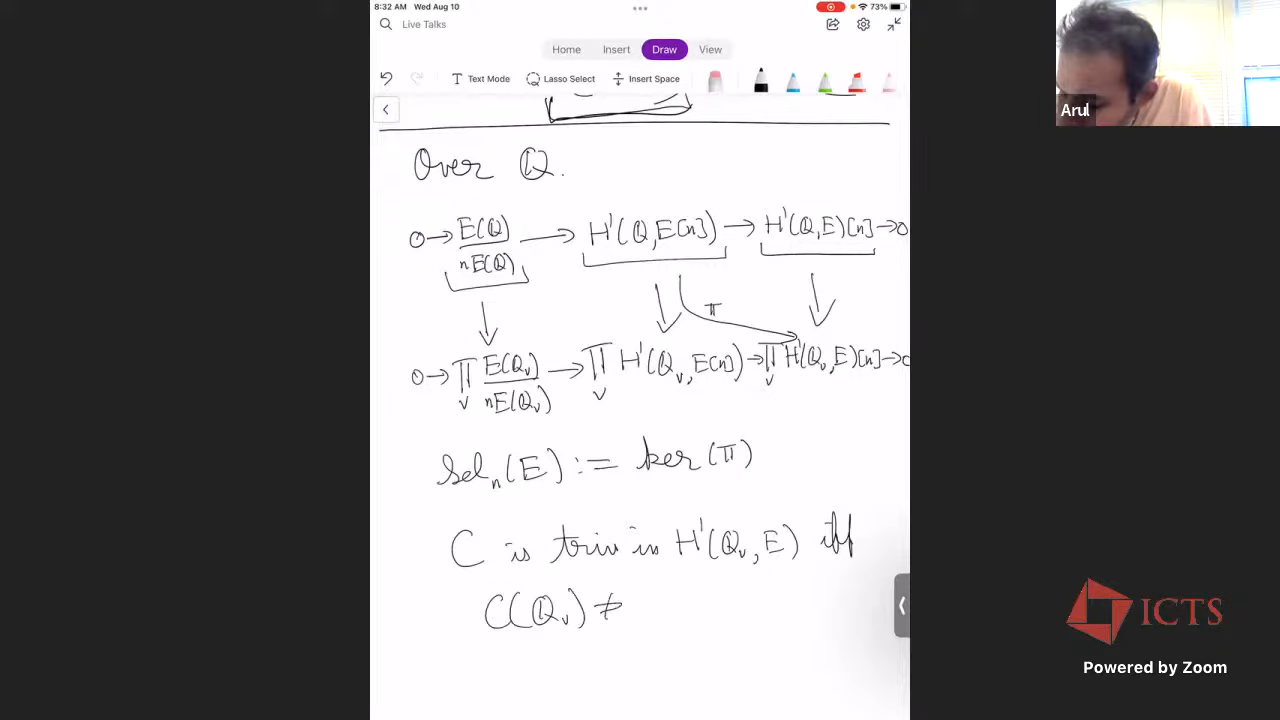 8:32 AM Wed Aug 10
73%
Live Talks
Home Insert Draw View
Text Mode Lasso Select Insert Space
Arul
Over ℚ.
0 → E(ℚ)/nE(ℚ) → H¹(ℚ, E[n]) → H¹(ℚ, E)[n] → 0
π
0 → ∏_v E(ℚ_v)/nE(ℚ_v) → ∏_v H¹(ℚ_v, E[n]) → ∏_v H¹(ℚ_v, E)[n] → 0
Sel_n(E) := ker(π)
C is triv in H¹(ℚ_v, E) iff
C(ℚ_v) ≠
ICTS
Powered by Zoom